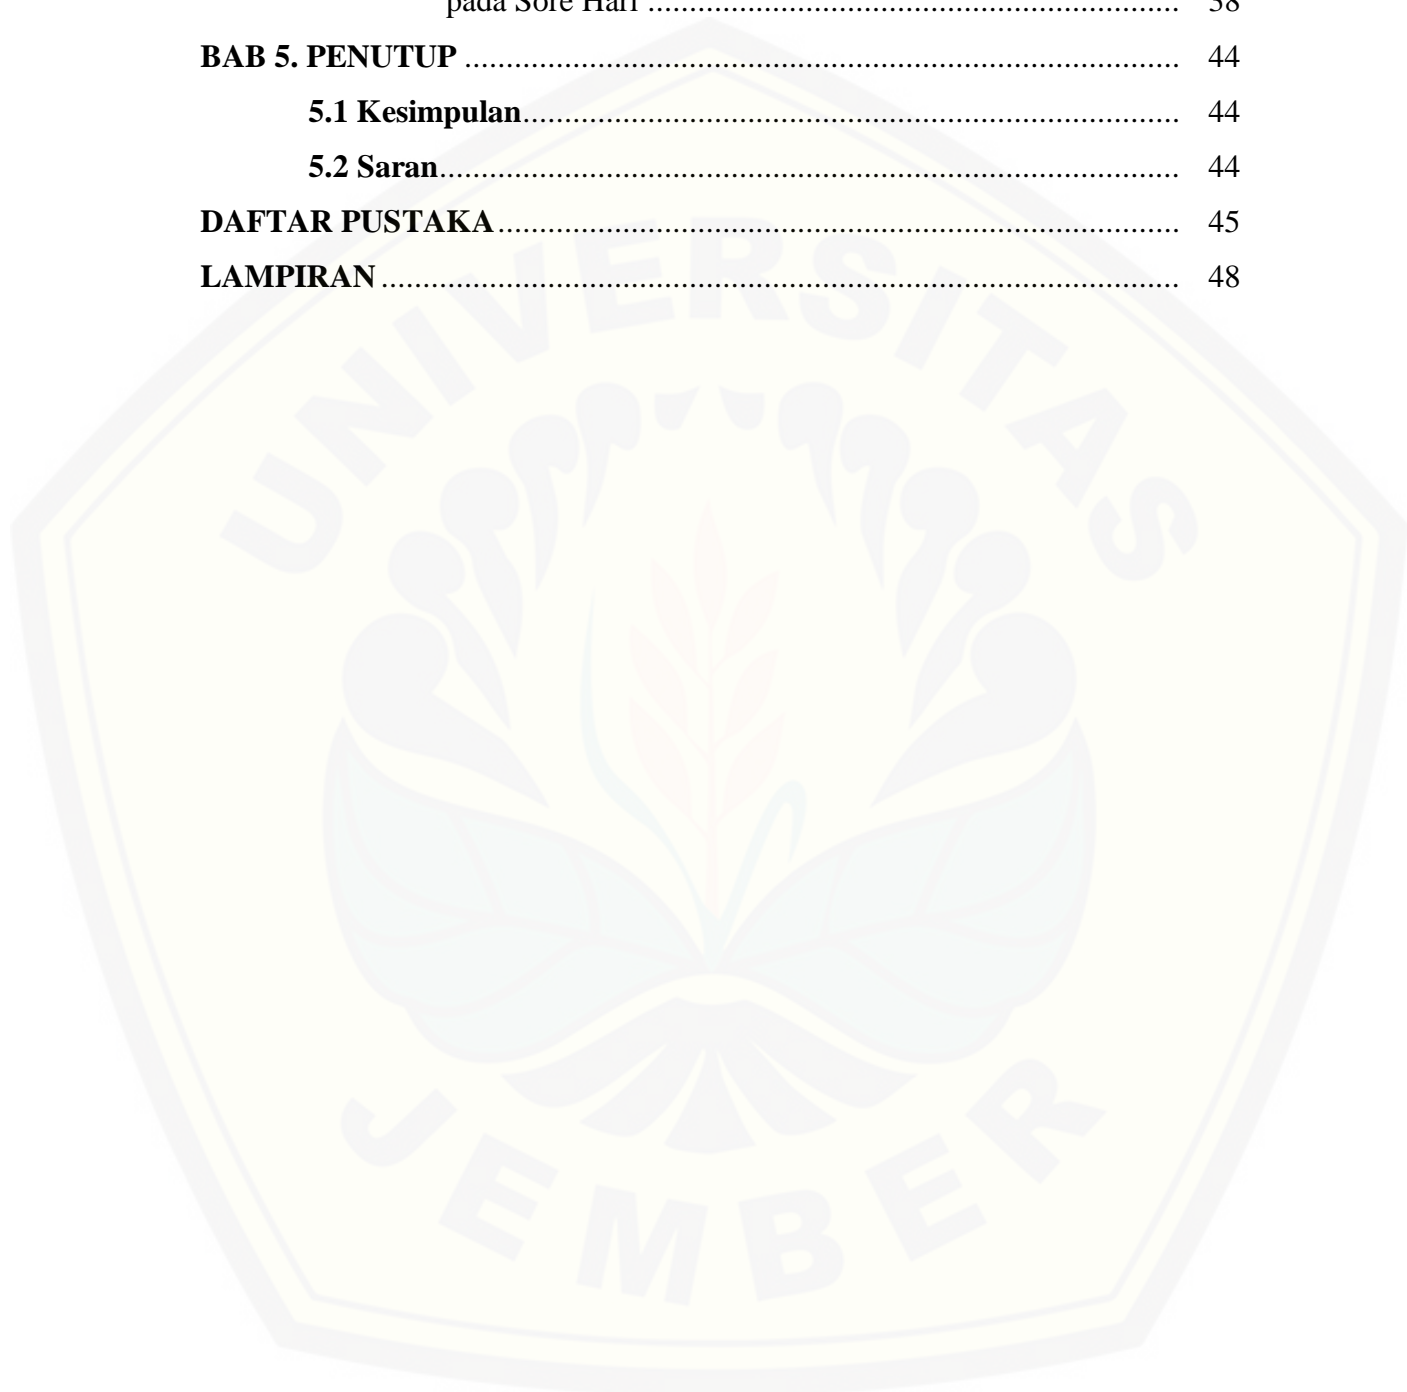 pada Sore Hari ........................................................................ 38
BAB 5. PENUTUP ........................................................................ 44
5.1 Kesimpulan ........................................................................ 44
5.2 Saran ........................................................................ 44
DAFTAR PUSTAKA ........................................................................ 45
LAMPIRAN ........................................................................ 48
UNIVERSITAS
JEMBER